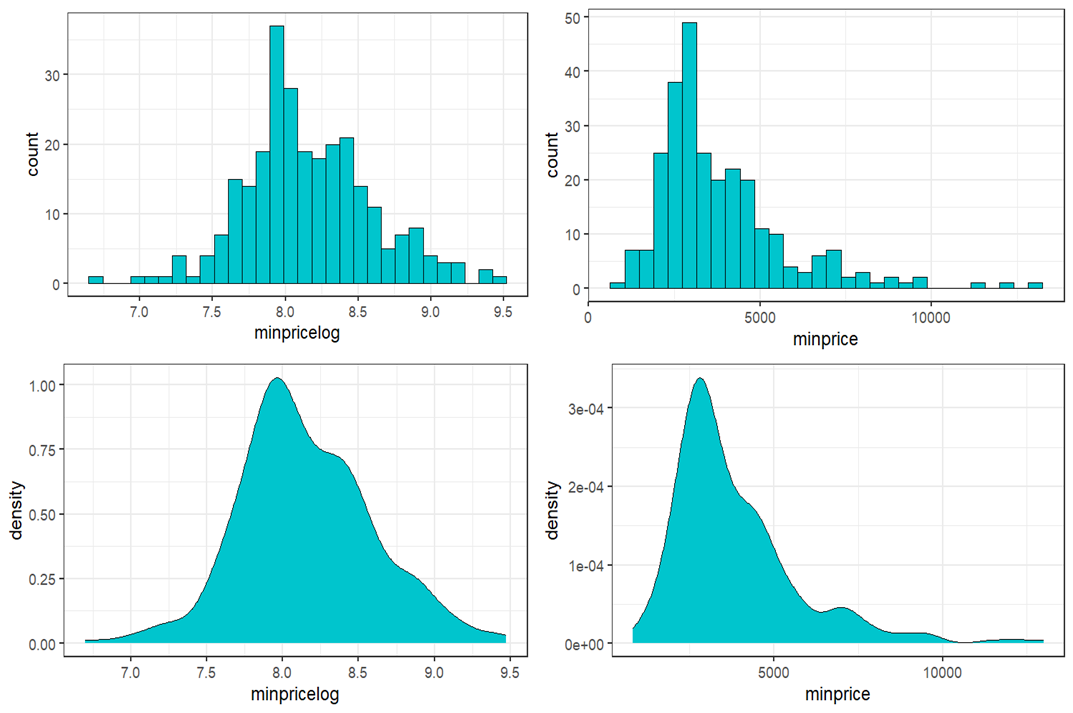 count
30
20
10
0
7.0 7.5 8.0 8.5 9.0 9.5
minpricelog
count
50
40
30
20
10
0
0 5000 10000
minprice
density
1.00
0.75
0.50
0.25
0.00
7.0 7.5 8.0 8.5 9.0 9.5
minpricelog
density
3e-04
2e-04
1e-04
0e+00
5000 10000
minprice